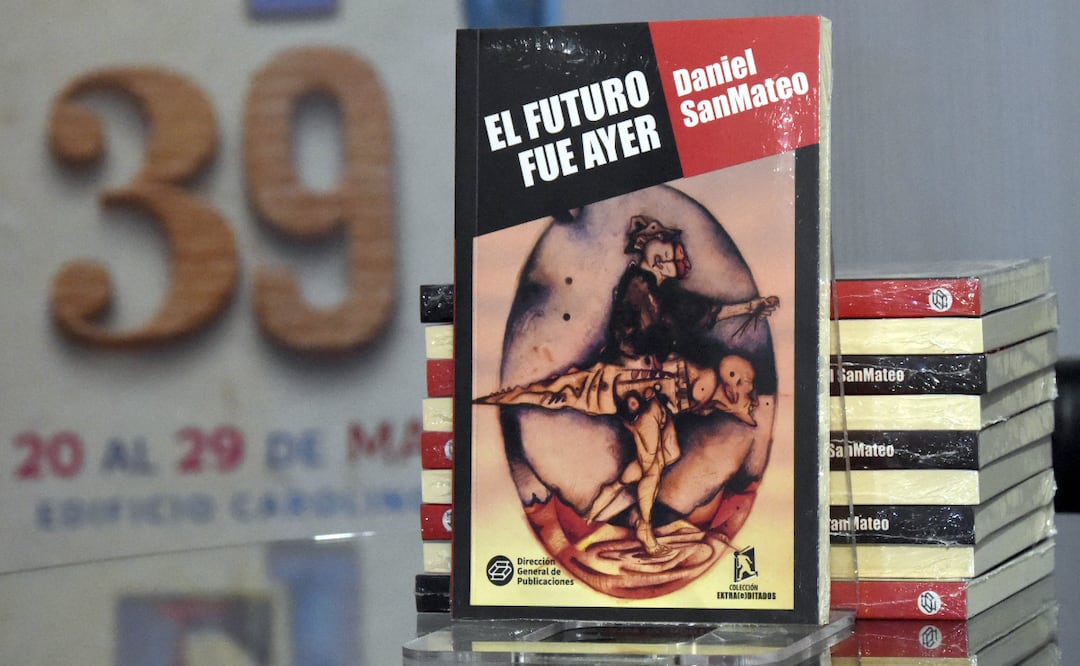 39
20 AL 29 DE MA
EDIFICIO CAROLINO
EL FUTURO
FUE AYER
Daniel
SanMateo
Dirección
General de
Publicaciones
COLECCIÓN
EXTRA(e)DITADOS
l SanMateo
SanMateo
anMateo